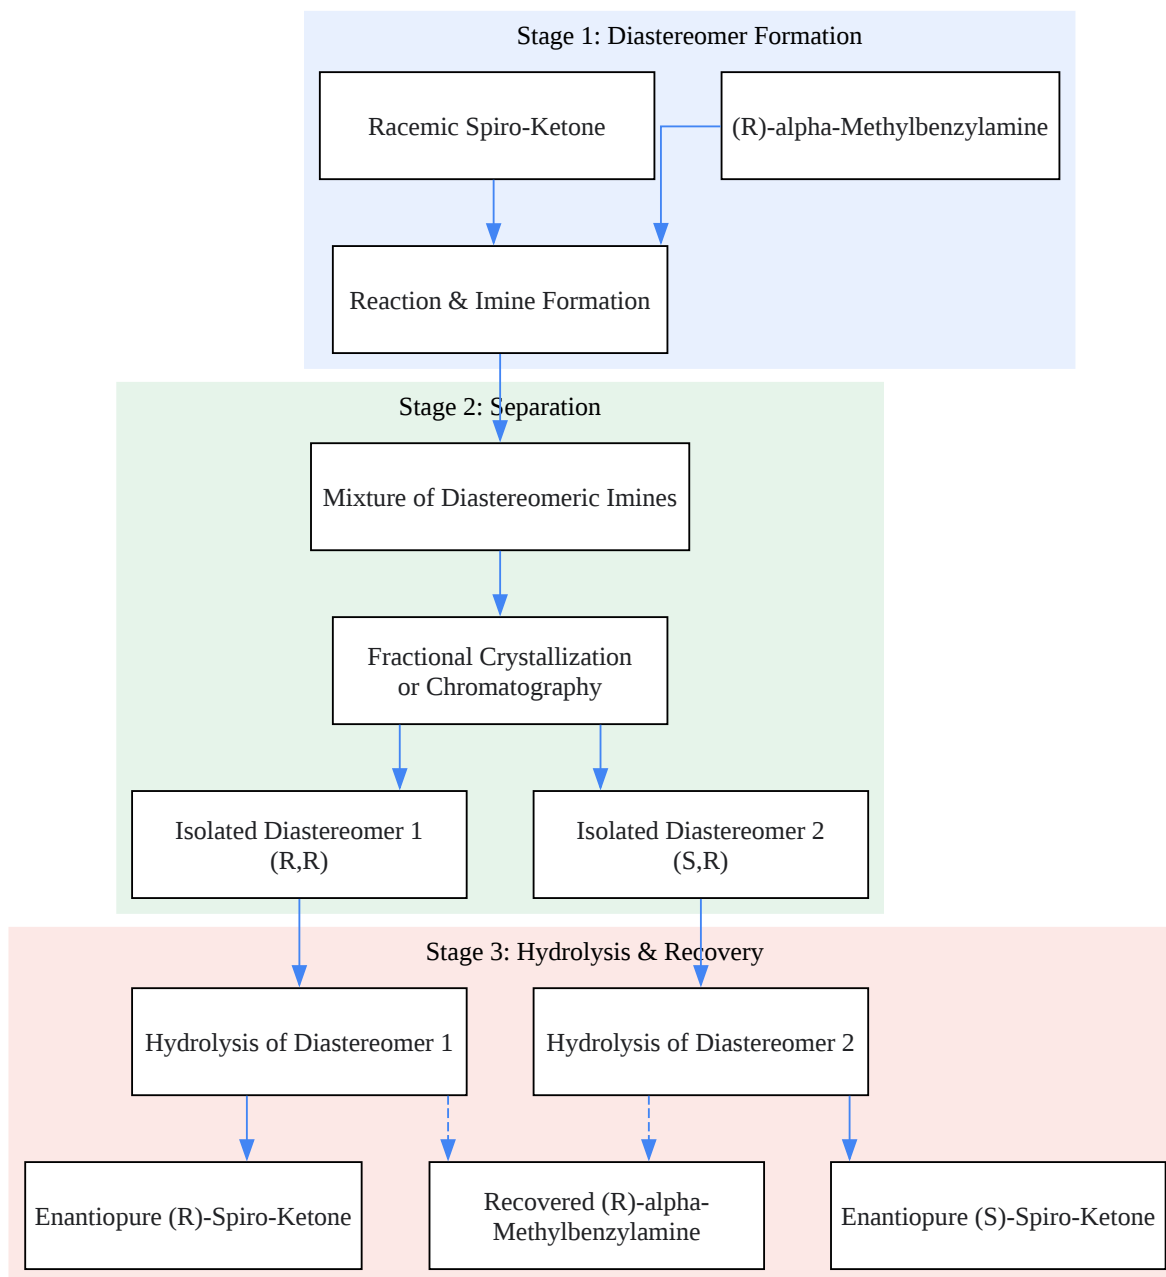 Stage 1: Diastereomer Formation
Racemic Spiro-Ketone
(R)-alpha-Methylbenzylamine
Reaction & Imine Formation
Stage 2: Separation
Mixture of Diastereomeric Imines
Fractional Crystallization
or Chromatography
Isolated Diastereomer 1
(R,R)
Isolated Diastereomer 2
(S,R)
Stage 3: Hydrolysis & Recovery
Hydrolysis of Diastereomer 1
Hydrolysis of Diastereomer 2
Enantiopure (R)-Spiro-Ketone
Recovered (R)-alpha-
Methylbenzylamine
Enantiopure (S)-Spiro-Ketone